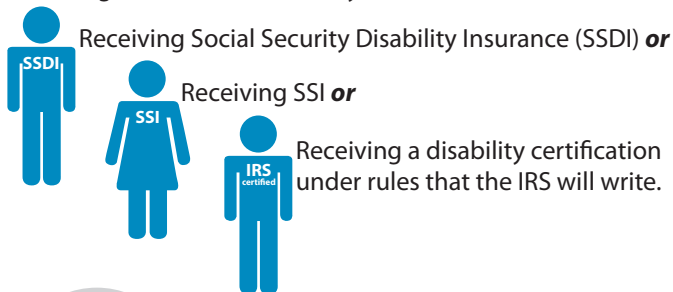 Receiving Social Security Disability Insurance (SSDI) or
SSDI
Receiving SSI or
SSI
Receiving a disability certification
under rules that the IRS will write.
IRS
certified